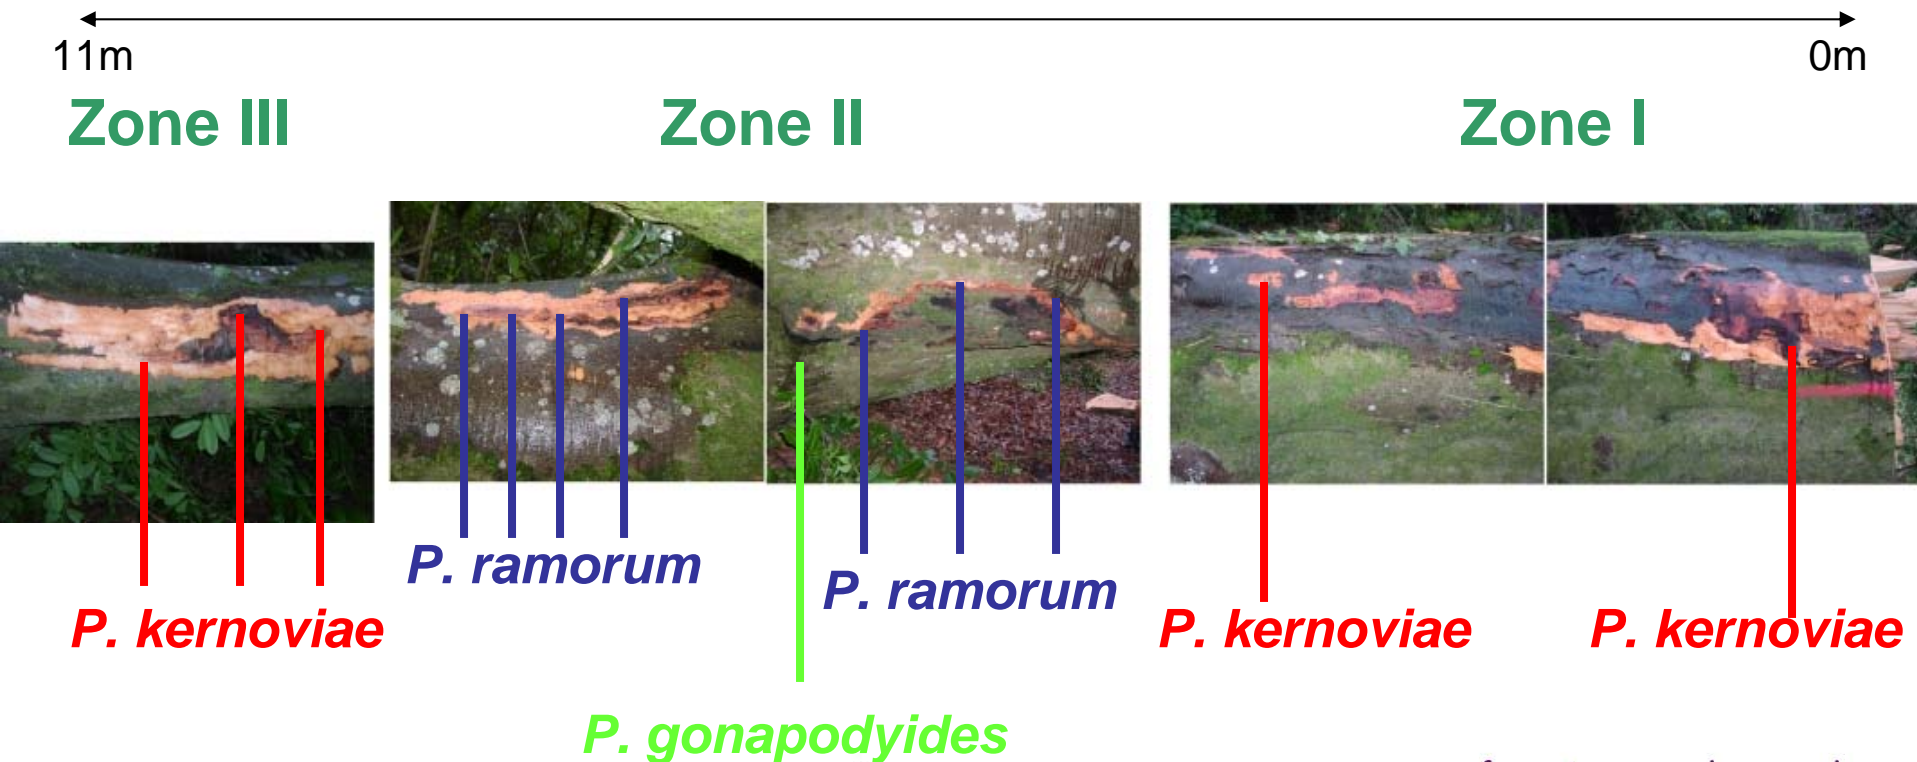 11m
0m
Zone III
Zone II
Zone I
P. ramorum
P. ramorum
P. kernoviae
P. kernoviae
P. kernoviae
P. gonapodyides